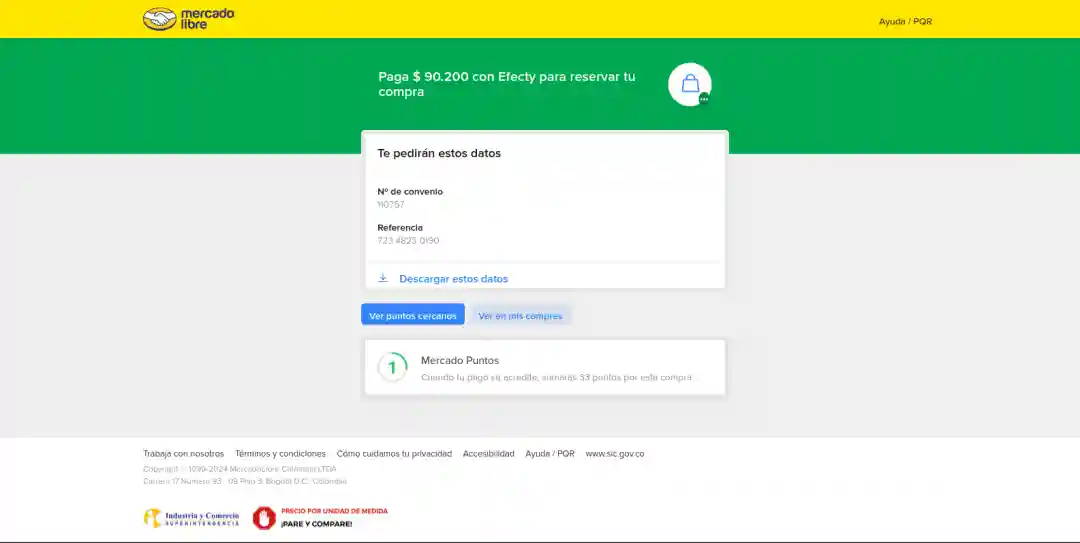 mercado
libre
Ayuda / PQR
Paga $ 90.200 con Efecty para reservar tu
compra
Te pedirán estos datos
Nº de convenio
110757
Referencia
723 4823 0190
Descargar estos datos
Ver puntos cercanos
Ver en mis compras
1
Mercado Puntos
Cuando tu pago se acredite, sumarás 33 puntos por esta compra.
Trabaja con nosotros Términos y condiciones Cómo cuidamos tu privacidad Accesibilidad Ayuda / PQR www.sic.gov.co
Copyright © 1999-2024 MercadoLibre Colombia LTDA
Carrera 17 Numero 93 - 09 Piso 3, Bogotá D.C., Colombia
Industria y Comercio
SUPERINTENDENCIA
PRECIO POR UNIDAD DE MEDIDA
¡PARE Y COMPARE!